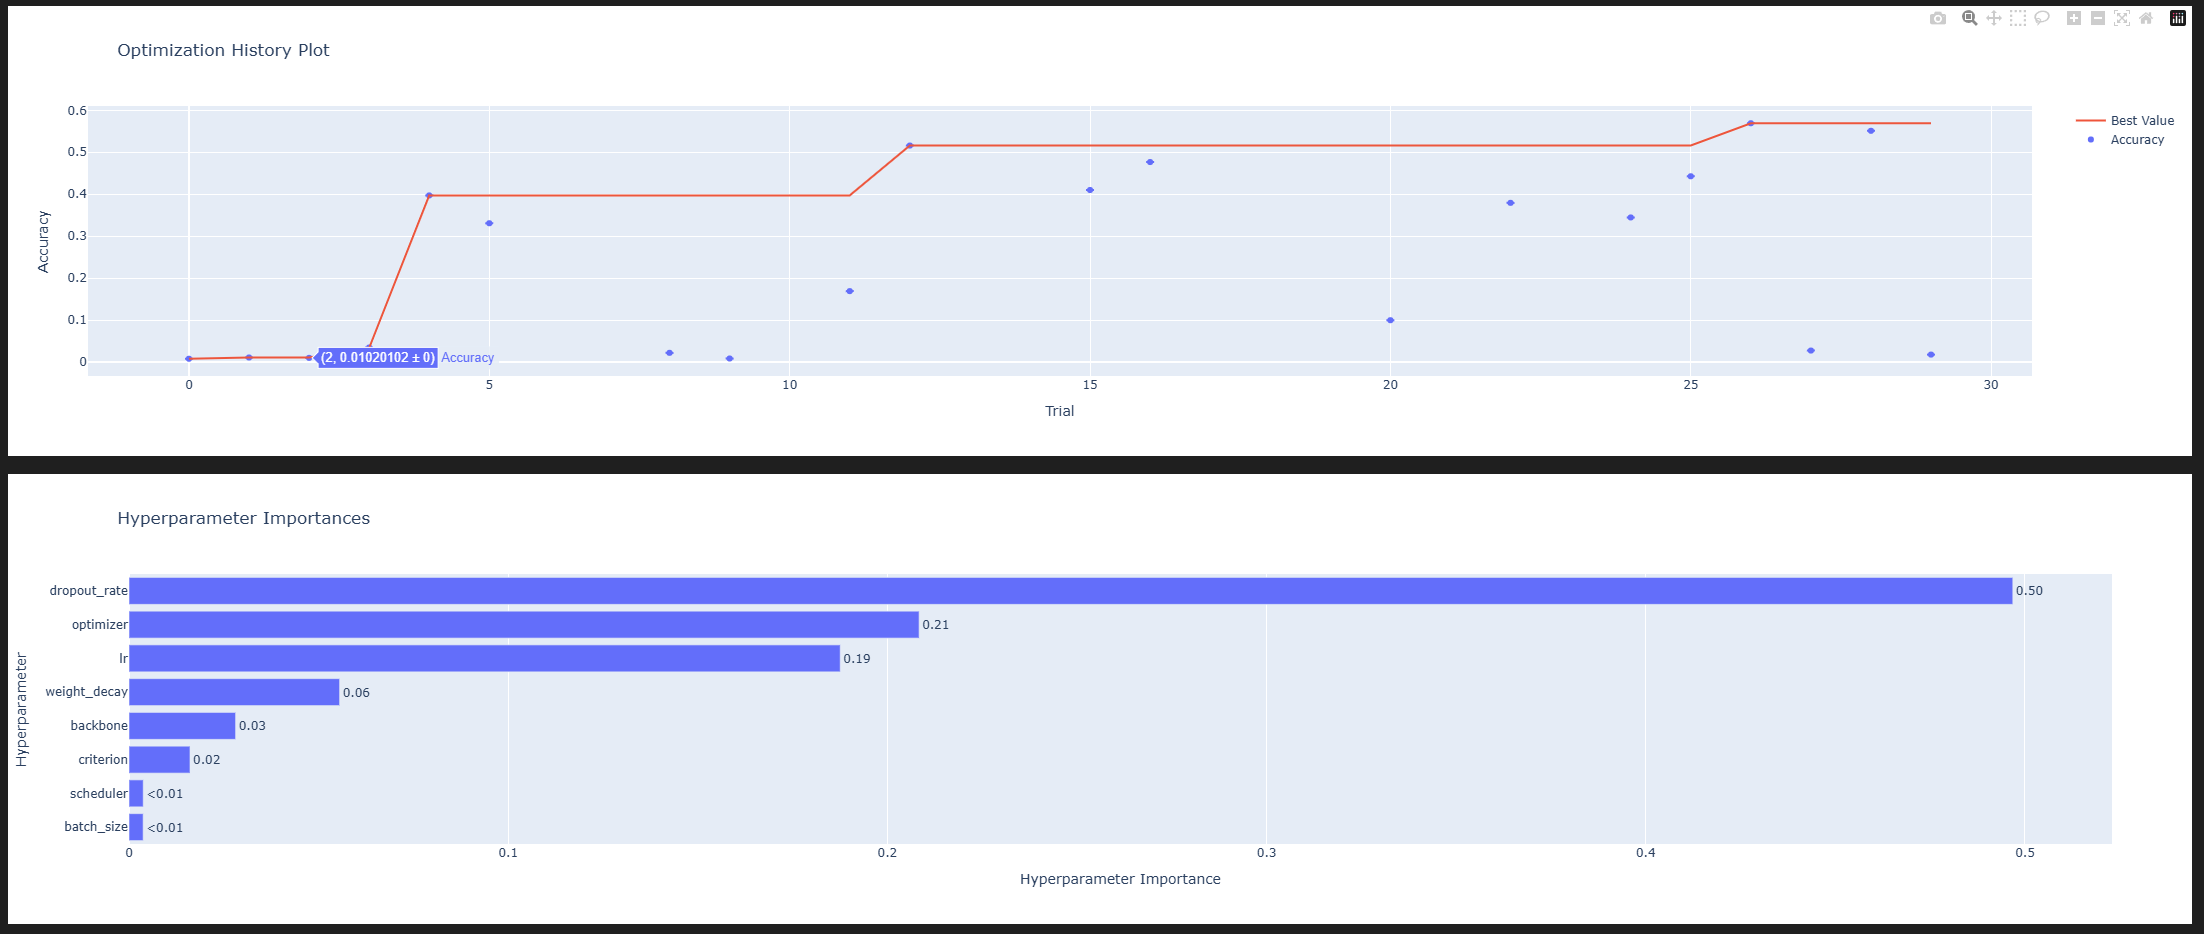 Optimization History Plot
0.6
0.5
0.4
0.3
0.2
0.1
0
Accuracy
(2, 0.01020102 ± 0) Accuracy
0 5 10 15 20 25 30
Trial
Best Value
Accuracy
Hyperparameter Importances
Hyperparameter
dropout_rate 0.50
optimizer 0.21
lr 0.19
weight_decay 0.06
backbone 0.03
criterion 0.02
scheduler <0.01
batch_size <0.01
0 0.1 0.2 0.3 0.4 0.5
Hyperparameter Importance